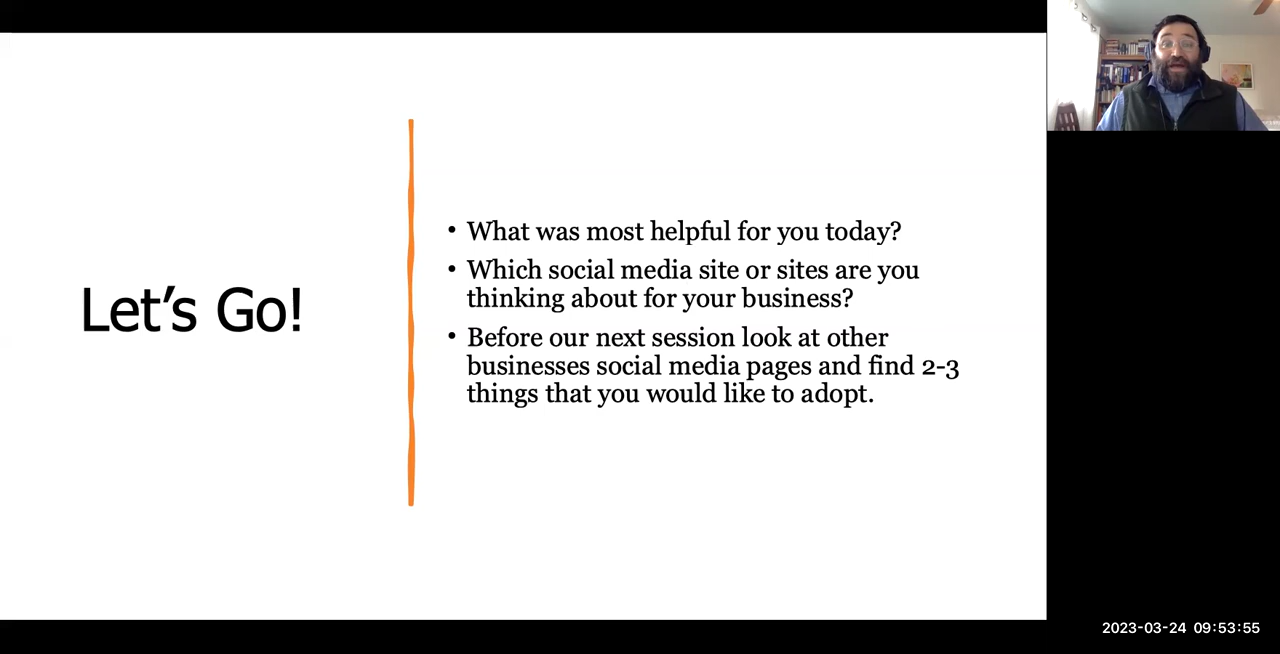 Let's Go!
• What was most helpful for you today?
• Which social media site or sites are you
thinking about for your business?
• Before our next session look at other
businesses social media pages and find 2-3
things that you would like to adopt.
2023-03-24 09:53:55